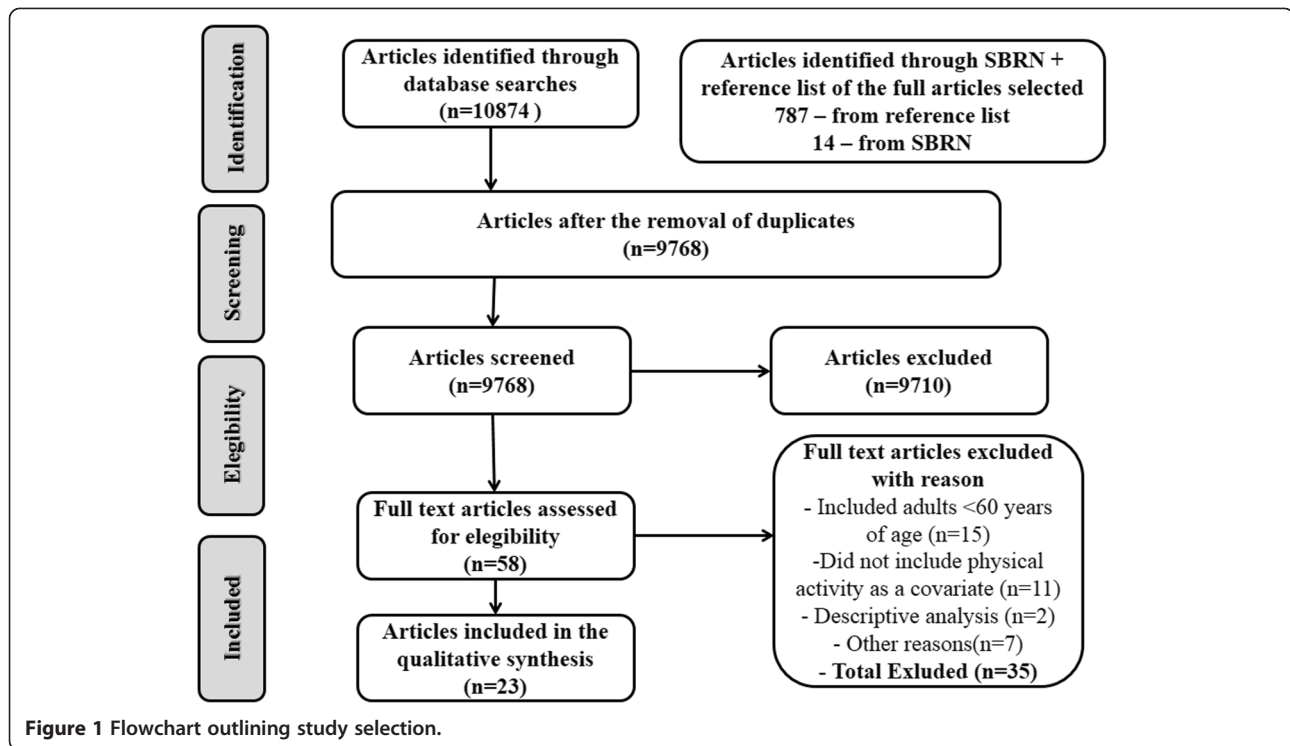 Identification
Articles identified through
database searches
(n=10874 )
Articles identified through SBRN +
reference list of the full articles selected
787 – from reference list
14 – from SBRN
Screening
Articles after the removal of duplicates
(n=9768)
Elegibility
Articles screened
(n=9768)
Articles excluded
(n=9710)
Full text articles assessed
for elegibility
(n=58)
Full text articles excluded
with reason
- Included adults <60 years
of age (n=15)
-Did not include physical
activity as a covariate (n=11)
- Descriptive analysis (n=2)
- Other reasons(n=7)
- Total Exluded (n=35)
Included
Articles included in the
qualitative synthesis
(n=23)
Figure 1 Flowchart outlining study selection.